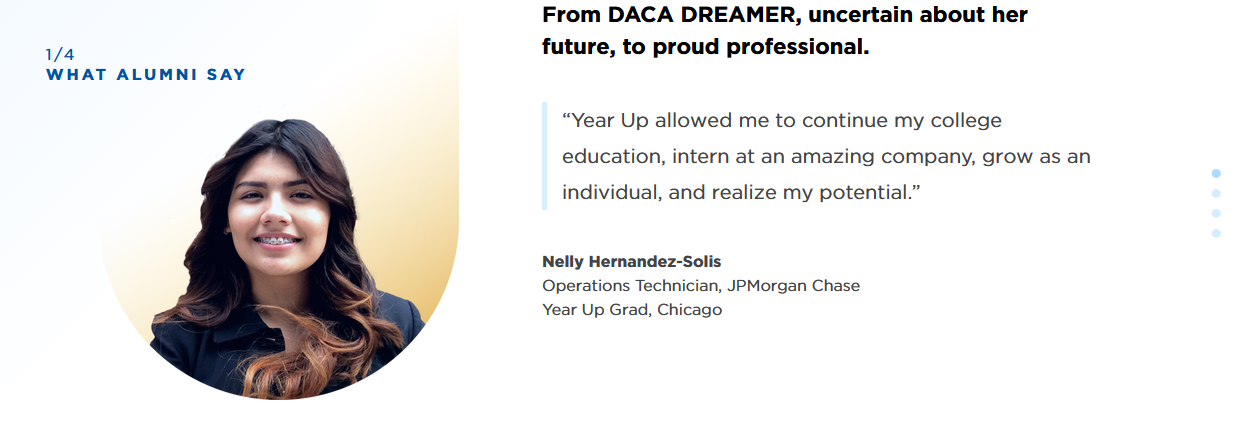 1/4
WHAT ALUMNI SAY
From DACA DREAMER, uncertain about her
future, to proud professional.
“Year Up allowed me to continue my college
education, intern at an amazing company, grow as an
individual, and realize my potential.”
Nelly Hernandez-Solis
Operations Technician, JPMorgan Chase
Year Up Grad, Chicago